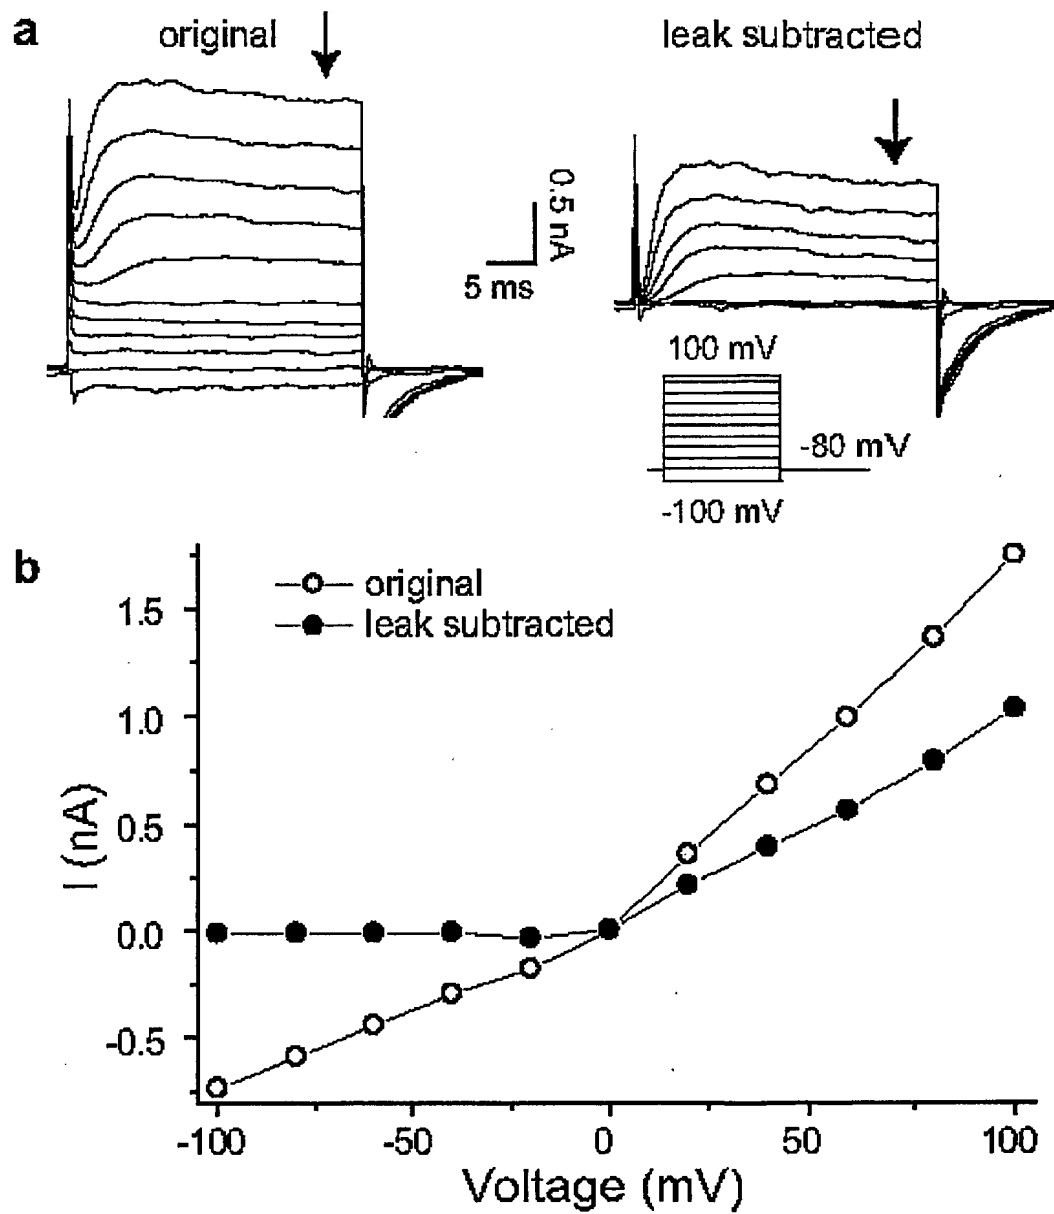 a
original
leak subtracted
0.5 nA
5 ms
100 mV
-80 mV
-100 mV
b
original
leak subtracted
1.5
1.0
0.5
0.0
-0.5
I (nA)
-100
-50
0
50
100
Voltage (mV)